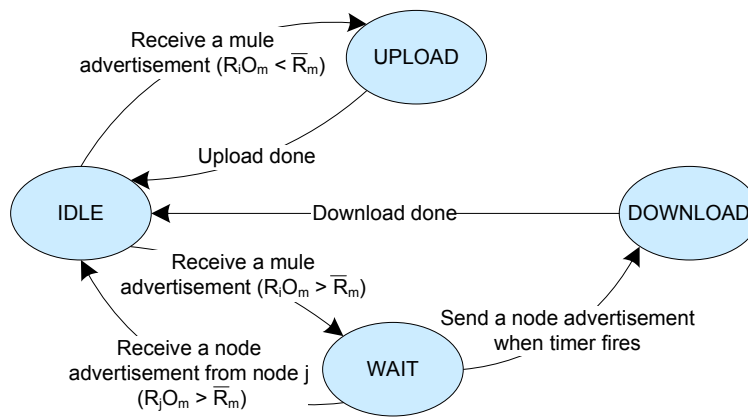 Receive a mule
advertisement (RᵢOₘ < R̅ₘ)
UPLOAD
Upload done
IDLE
Download done
DOWNLOAD
Receive a mule
advertisement (RᵢOₘ > R̅ₘ)
Send a node advertisement
when timer fires
Receive a node
advertisement from node j
(RⱼOₘ > R̅ₘ)
WAIT